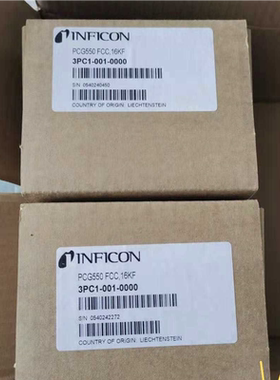 INFICON
PCG550 FCC,16KF
3PC1-001-0000
S/N 0540240460
COUNTRY OF ORIGIN: LIECHTENSTEIN
INFICON
PCG550 FCC,16KF
3PC1-001-0000
S/N 0540242272
COUNTRY OF ORIGIN: LIECHTENSTEIN